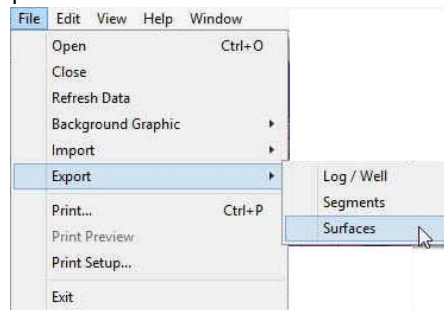 File Edit View Help Window
Open Ctrl+O
Close
Refresh Data
Background Graphic
Import
Export
Log / Well
Segments
Print... Ctrl+P
Surfaces
Print Preview
Print Setup...
Exit